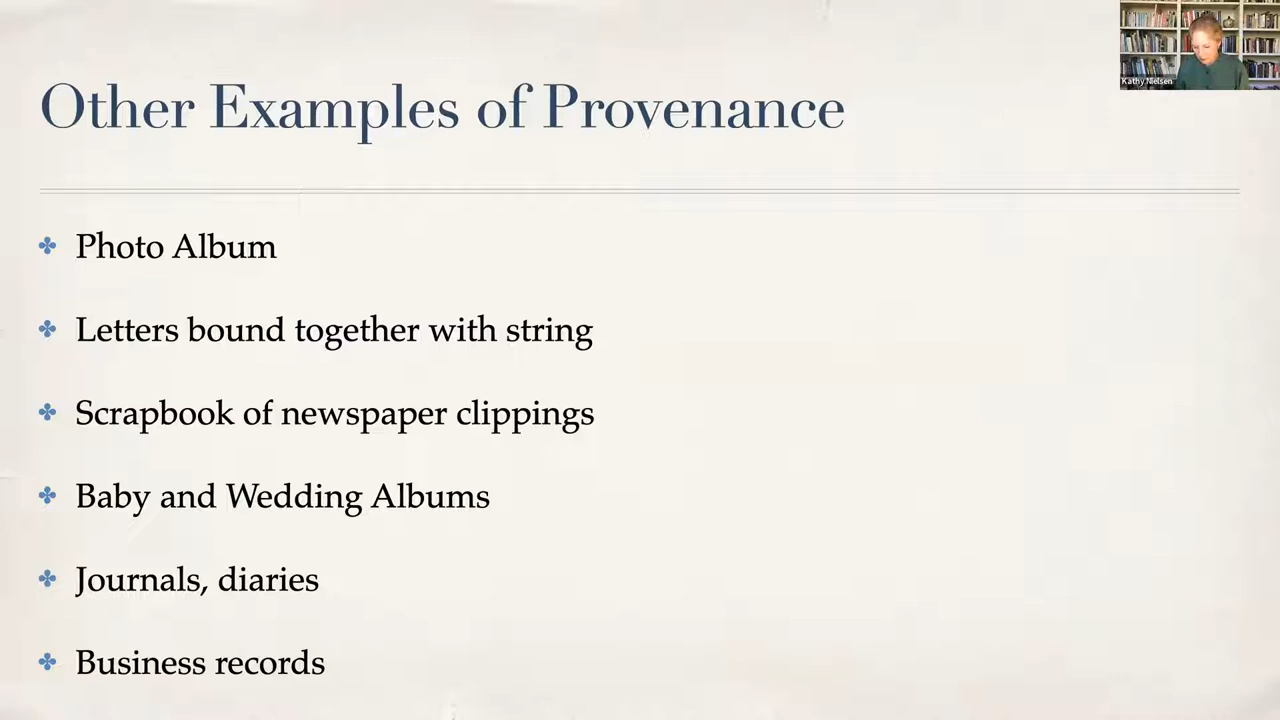 Other Examples of Provenance
Kathy Nielsen
Photo Album
Letters bound together with string
Scrapbook of newspaper clippings
Baby and Wedding Albums
Journals, diaries
Business records